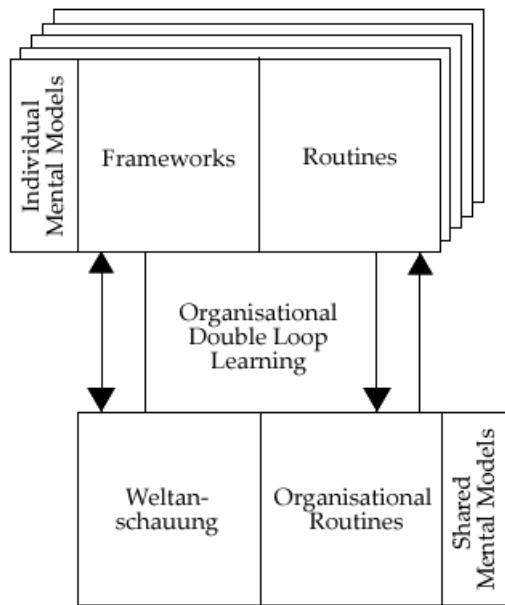 Individual
Mental Models
Frameworks
Routines
Organisational
Double Loop
Learning
Weltan-
schauung
Organisational
Routines
Shared
Mental Models